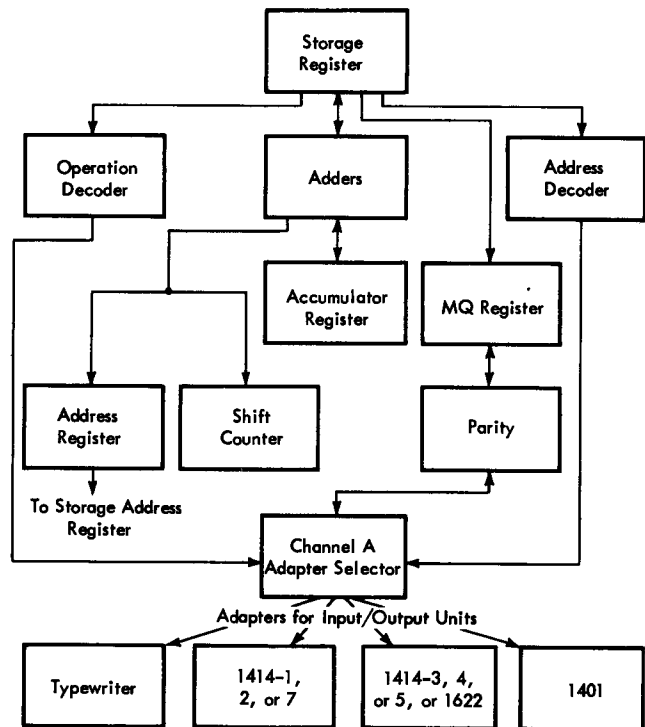 Storage
Register
Operation
Decoder
Adders
Address
Decoder
Accumulator
Register
MQ Register
Address
Register
Shift
Counter
Parity
To Storage Address
Register
Channel A
Adapter Selector
Adapters for Input/Output Units
Typewriter
1414-1,
2, or 7
1414-3, 4,
or 5, or 1622
1401